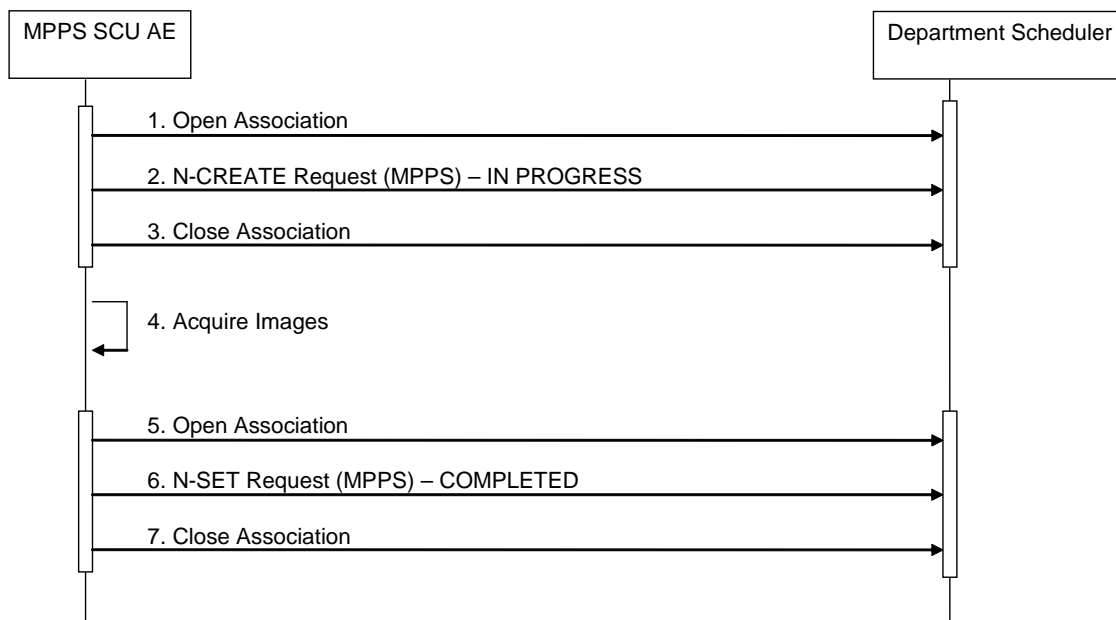 MPPS SCU AE
Department Scheduler
1. Open Association
2. N-CREATE Request (MPPS) – IN PROGRESS
3. Close Association
4. Acquire Images
5. Open Association
6. N-SET Request (MPPS) – COMPLETED
7. Close Association